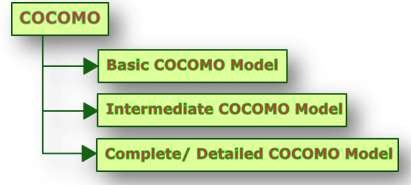 COCOMO
Basic COCOMO Model
Intermediate COCOMO Model
Complete/ Detailed COCOMO Model